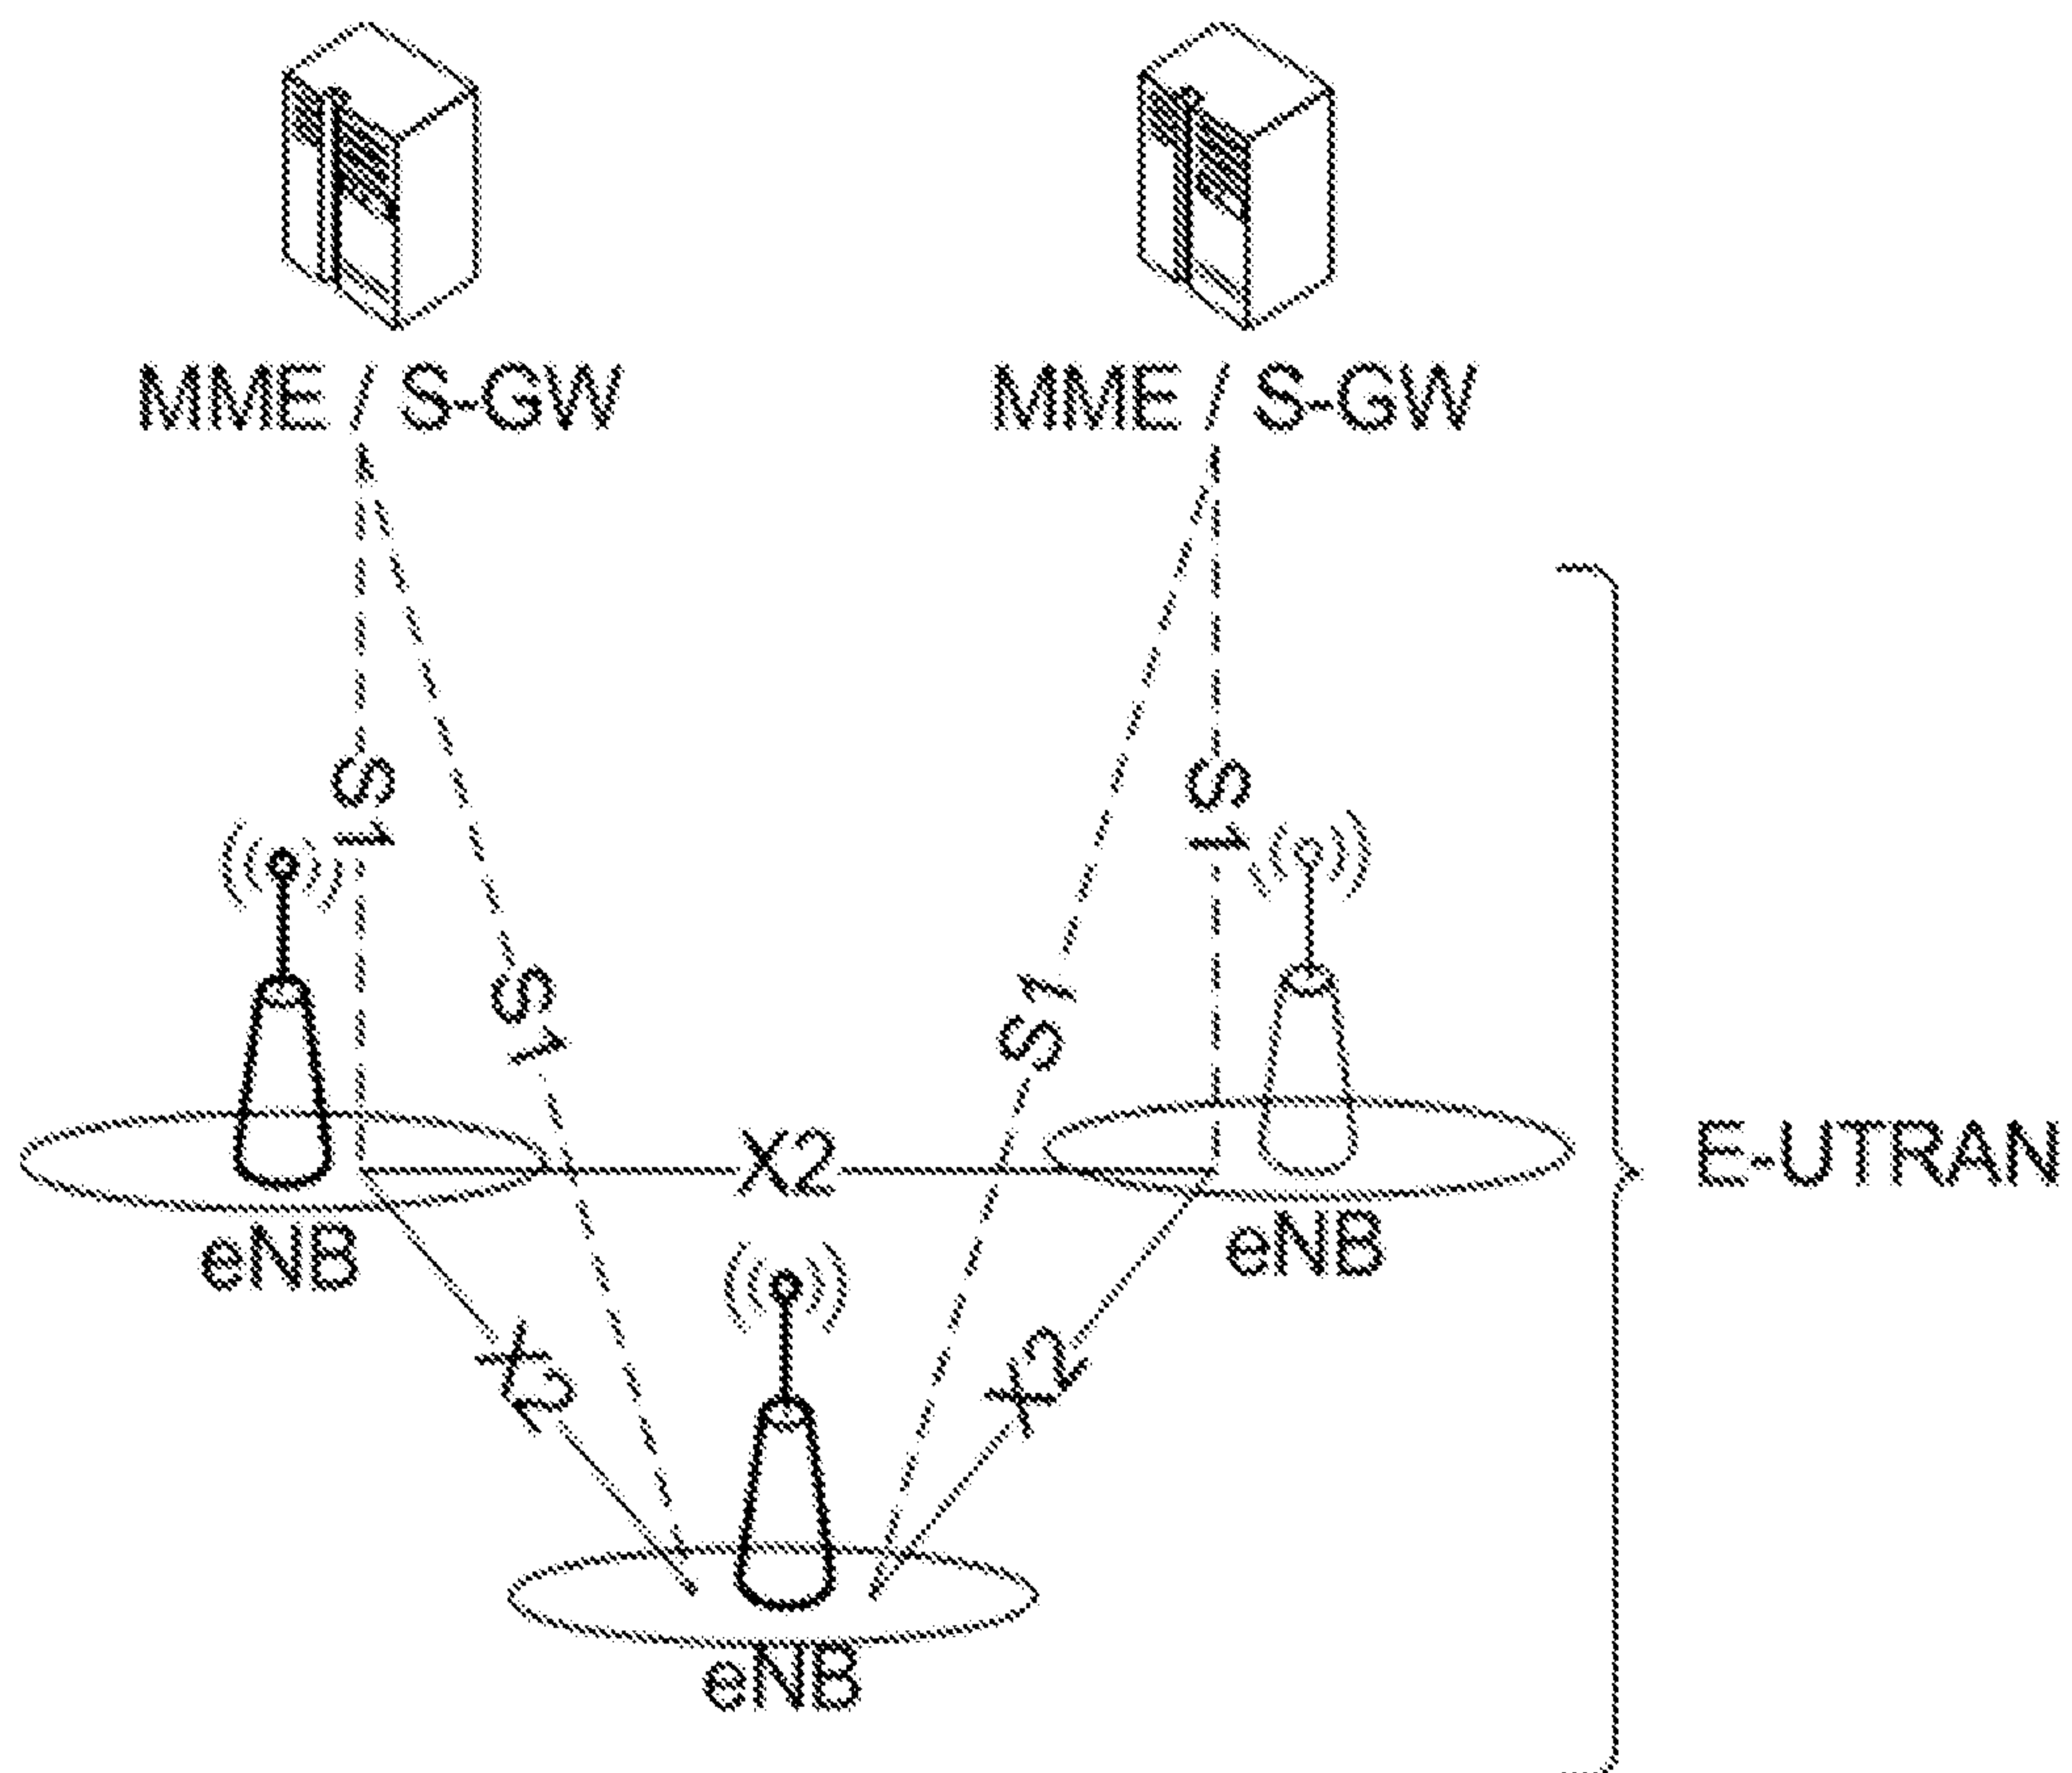 MME / S-GW
MME / S-GW
S1
S1
S1
S1
X2
E-UTRAN
eNB
eNB
X2
X2
eNB